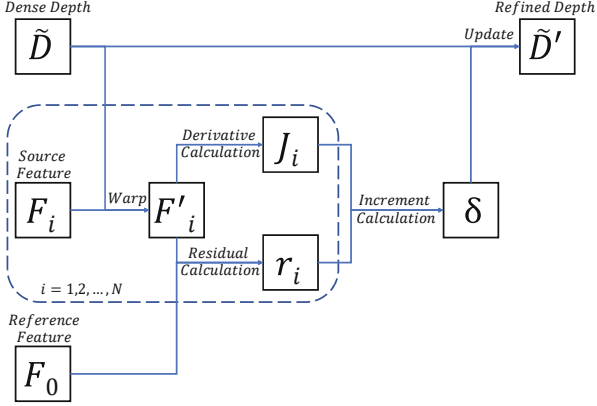 Dense Depth
Refined Depth
D̃
Update
D̃′
Derivative
Calculation
J_i
Source
Feature
F_i
Warp
F′_i
Increment
Calculation
δ
Residual
Calculation
r_i
i = 1,2, ..., N
Reference
Feature
F_0